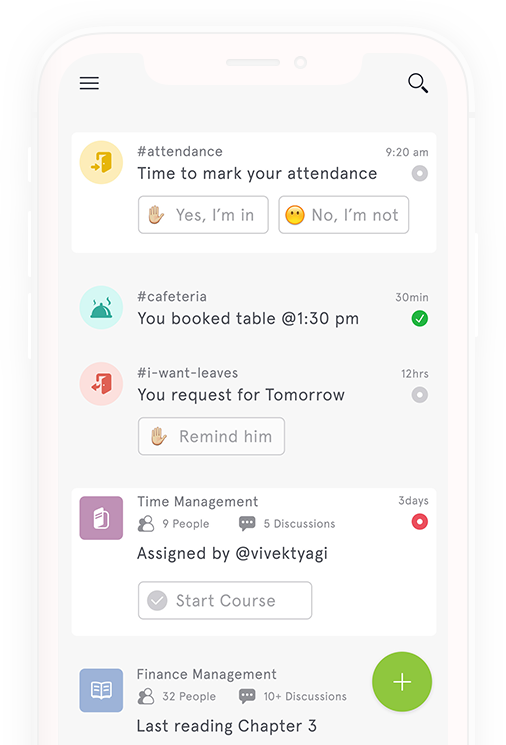 #attendance
9:20 am
Time to mark your attendance
Yes, I'm in
No, I'm not
#cafeteria
30min
You booked table @1:30 pm
#i-want-leaves
12hrs
You request for Tomorrow
Remind him
Time Management
3days
9 People
5 Discussions
Assigned by @vivektyagi
Start Course
Finance Management
32 People
10+ Discussions
Last reading Chapter 3